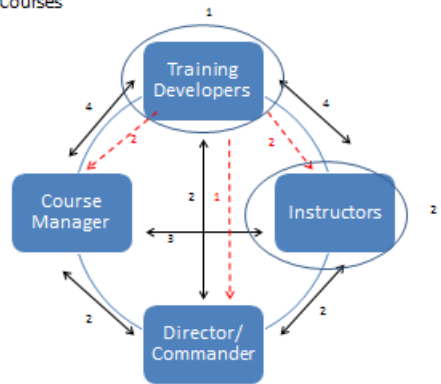 Courses
1
Training
Developers
4
4
2
2
Course
Manager
2
1
Instructors
2
3
2
2
Director/
Commander